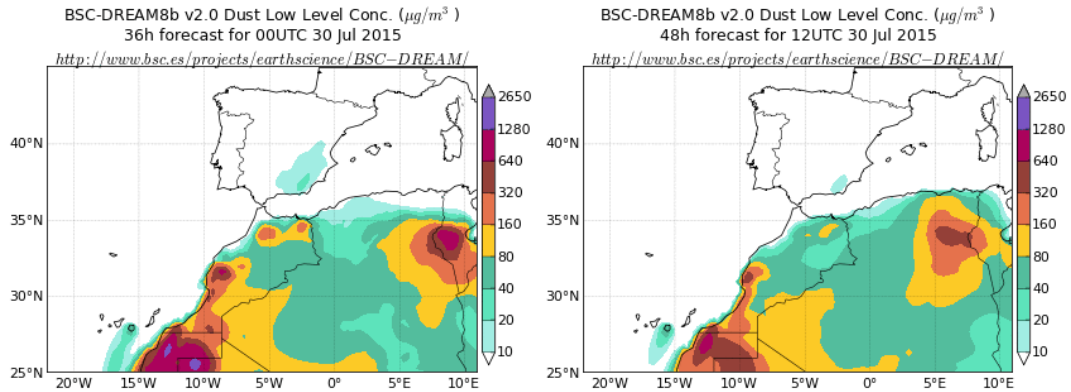 BSC-DREAM8b v2.0 Dust Low Level Conc. (μg/m³ )
36h forecast for 00UTC 30 Jul 2015
http://www.bsc.es/projects/earthscience/BSC−DREAM/
40°N
35°N
30°N
25°N
20°W
15°W
10°W
5°W
0°
5°E
10°E
2650
1280
640
320
160
80
40
20
10
BSC-DREAM8b v2.0 Dust Low Level Conc. (μg/m³ )
48h forecast for 12UTC 30 Jul 2015
http://www.bsc.es/projects/earthscience/BSC−DREAM/
40°N
35°N
30°N
25°N
20°W
15°W
10°W
5°W
0°
5°E
10°E
2650
1280
640
320
160
80
40
20
10